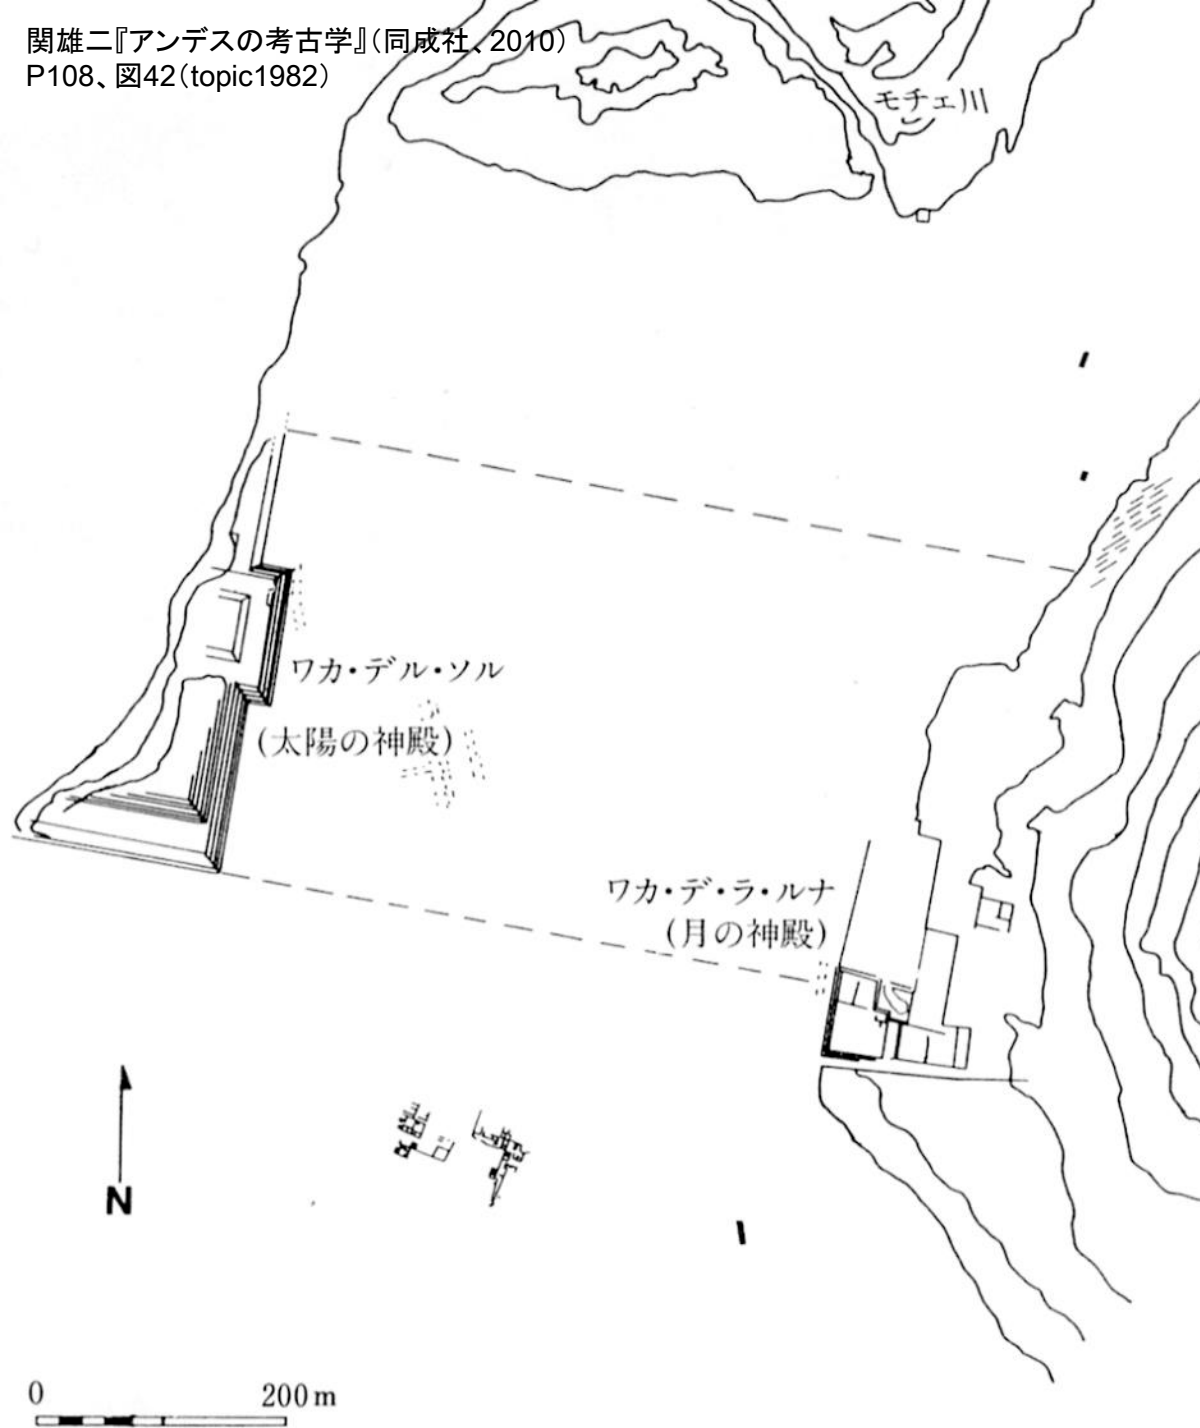 関雄二『アンデスの考古学』(同成社、2010)
P108、図42(topic1982)
モチェ川
ワカ・デル・ソル
(太陽の神殿)
ワカ・デ・ラ・ルナ
(月の神殿)
N
0 200m